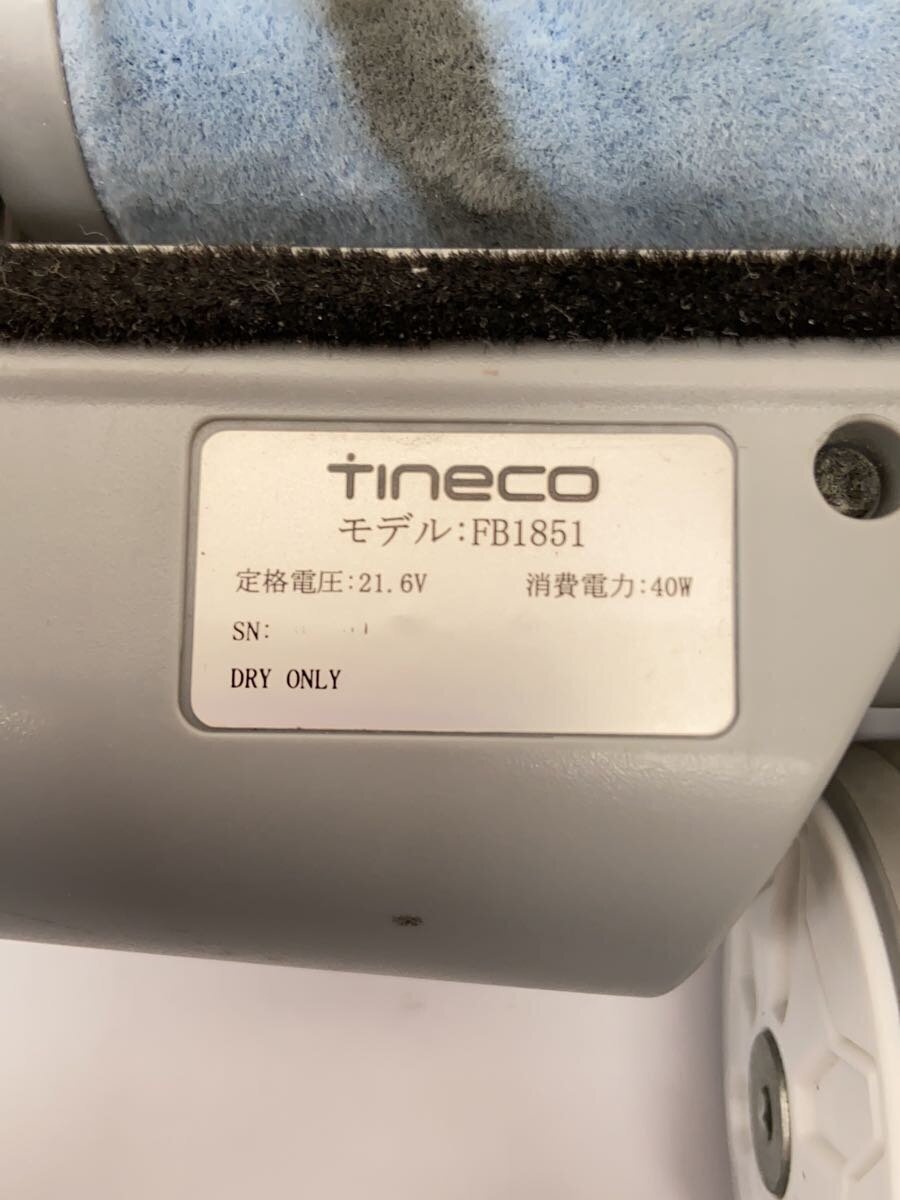 tineco
モデル:FB1851
定格電圧:21.6V 消費電力:40W
SN:
DRY ONLY